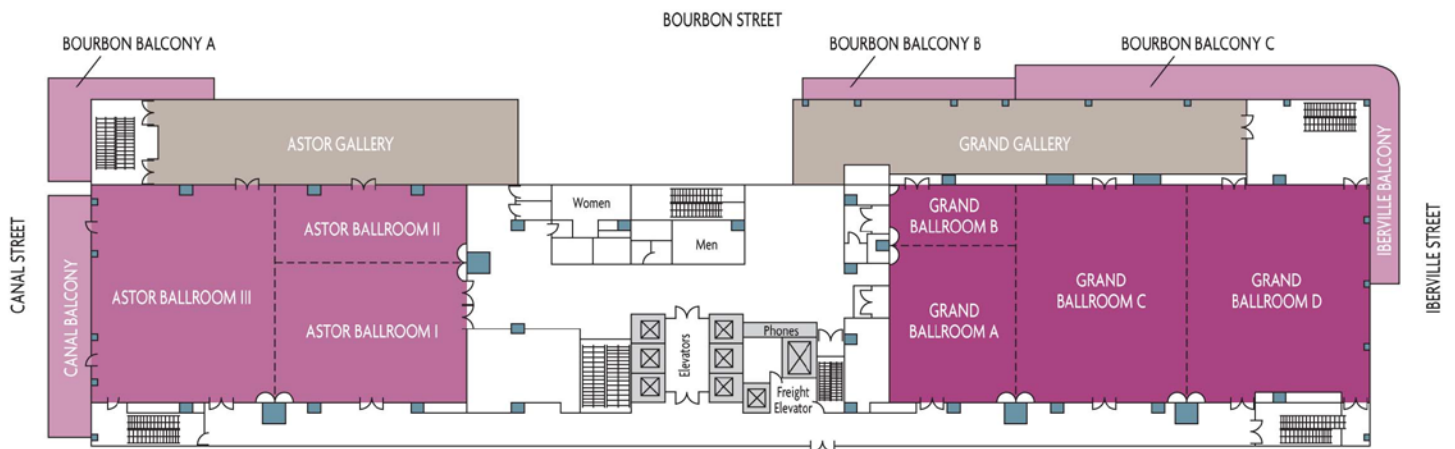 BOURBON STREET
BOURBON BALCONY A
BOURBON BALCONY B
BOURBON BALCONY C
ASTOR GALLERY
GRAND GALLERY
CANAL STREET
CANAL BALCONY
ASTOR BALLROOM III
ASTOR BALLROOM II
ASTOR BALLROOM I
Women
Men
Elevators
Phones
Freight
Elevator
GRAND
BALLROOM B
GRAND
BALLROOM A
GRAND
BALLROOM C
GRAND
BALLROOM D
IBERVILLE BALCONY
IBERVILLE STREET